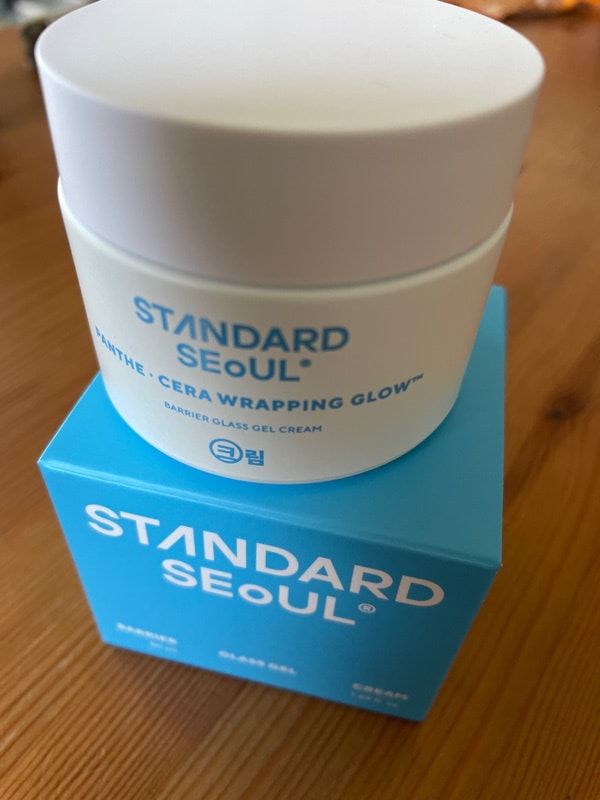 STANDARD
SEoUL®
PANTHE · CERA WRAPPING GLOW™
BARRIER GLASS GEL CREAM
크림
STANDARD
SEoUL®
BARRIER
GLASS GEL
CREAM